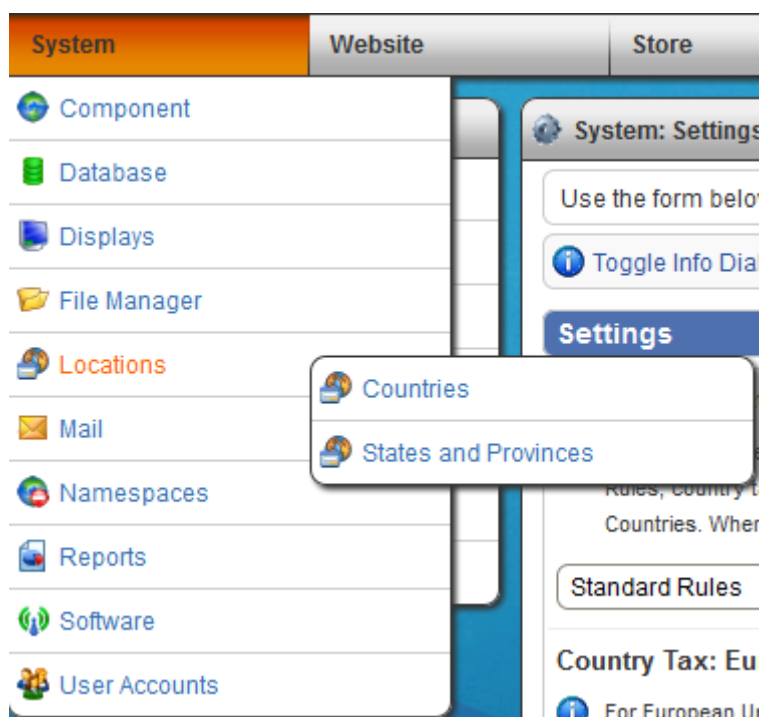 System
Website
Store
Component
Database
Displays
File Manager
Locations
Mail
Namespaces
Reports
Software
User Accounts
Countries
States and Provinces
System: Settings
Use the form belo
Toggle Info Dia
Settings
Rules, Country
Countries. When
Standard Rules
Country Tax: Eu
For European U